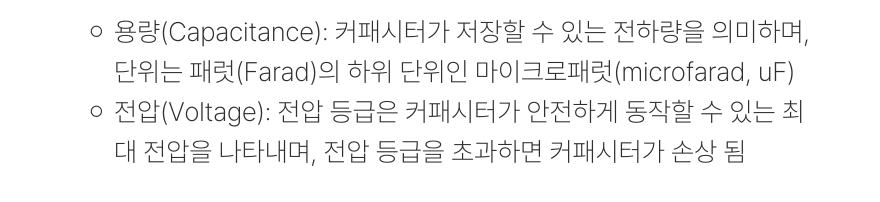 ○ 용량(Capacitance): 커패시터가 저장할 수 있는 전하량을 의미하며,
단위는 패럿(Farad)의 하위 단위인 마이크로패럿(microfarad, uF)
○ 전압(Voltage): 전압 등급은 커패시터가 안전하게 동작할 수 있는 최
대 전압을 나타내며, 전압 등급을 초과하면 커패시터가 손상 됨